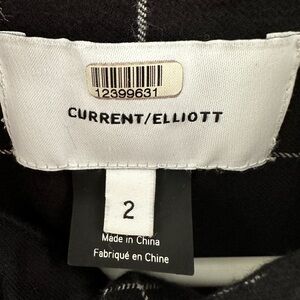 12399631
CURRENT/ELLIOTT
2
Made in China
Fabriqué en Chine